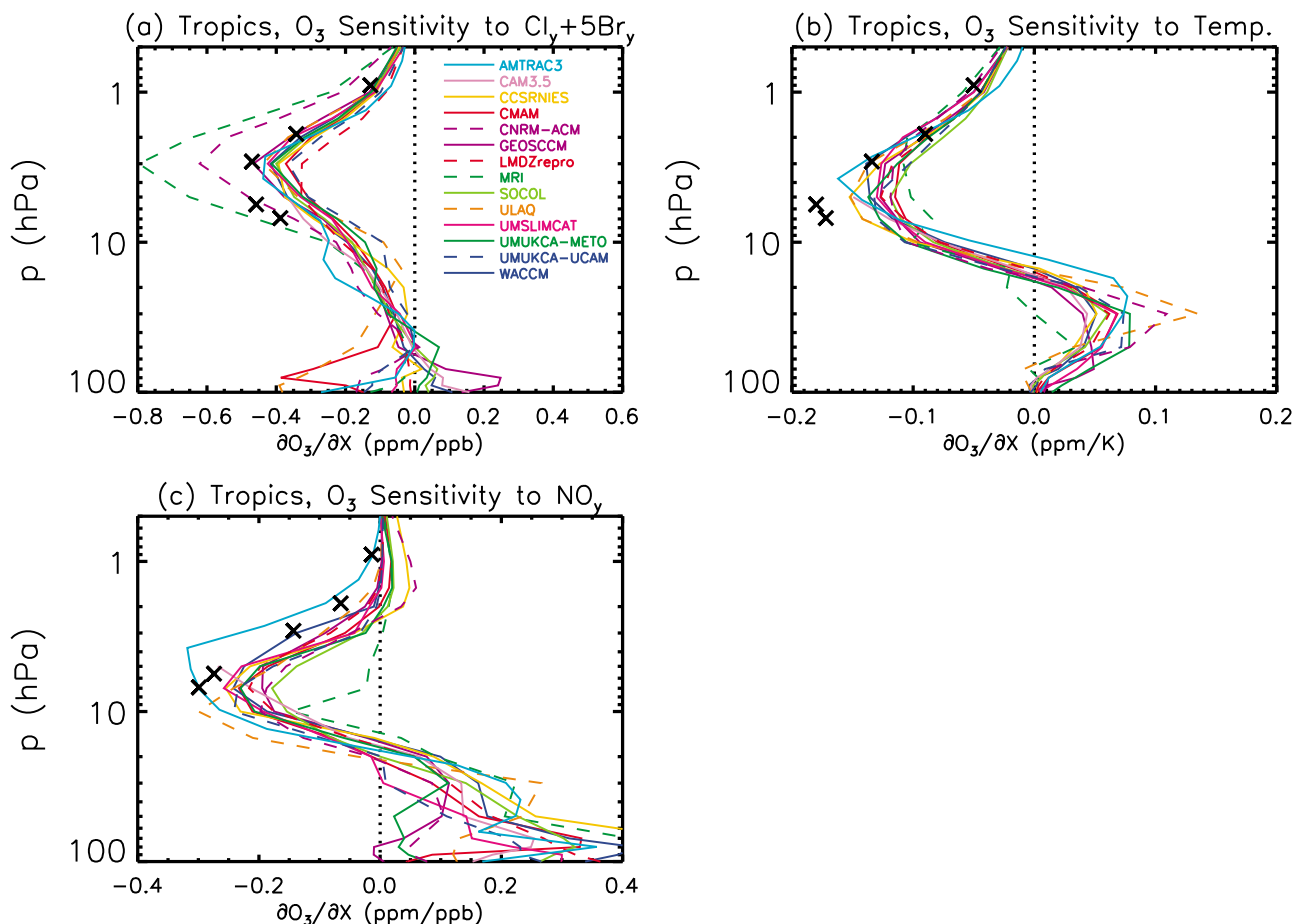 (a) Tropics, O₃ Sensitivity to Clᵧ+5Brᵧ
1
10
100
p (hPa)
AMTRAC3
CAM3.5
CCSRNIES
CMAM
CNRM-ACM
GEOSCCM
LMDZrepro
MRI
SOCOL
ULAQ
UMSLIMCAT
UMUKCA-METO
UMUKCA-UCAM
WACCM
-0.8 -0.6 -0.4 -0.2 0.0 0.2 0.4 0.6
∂O₃/∂X (ppm/ppb)
(b) Tropics, O₃ Sensitivity to Temp.
1
10
100
p (hPa)
-0.2 -0.1 0.0 0.1 0.2
∂O₃/∂X (ppm/K)
(c) Tropics, O₃ Sensitivity to NOᵧ
1
10
100
p (hPa)
-0.4 -0.2 0.0 0.2 0.4
∂O₃/∂X (ppm/ppb)